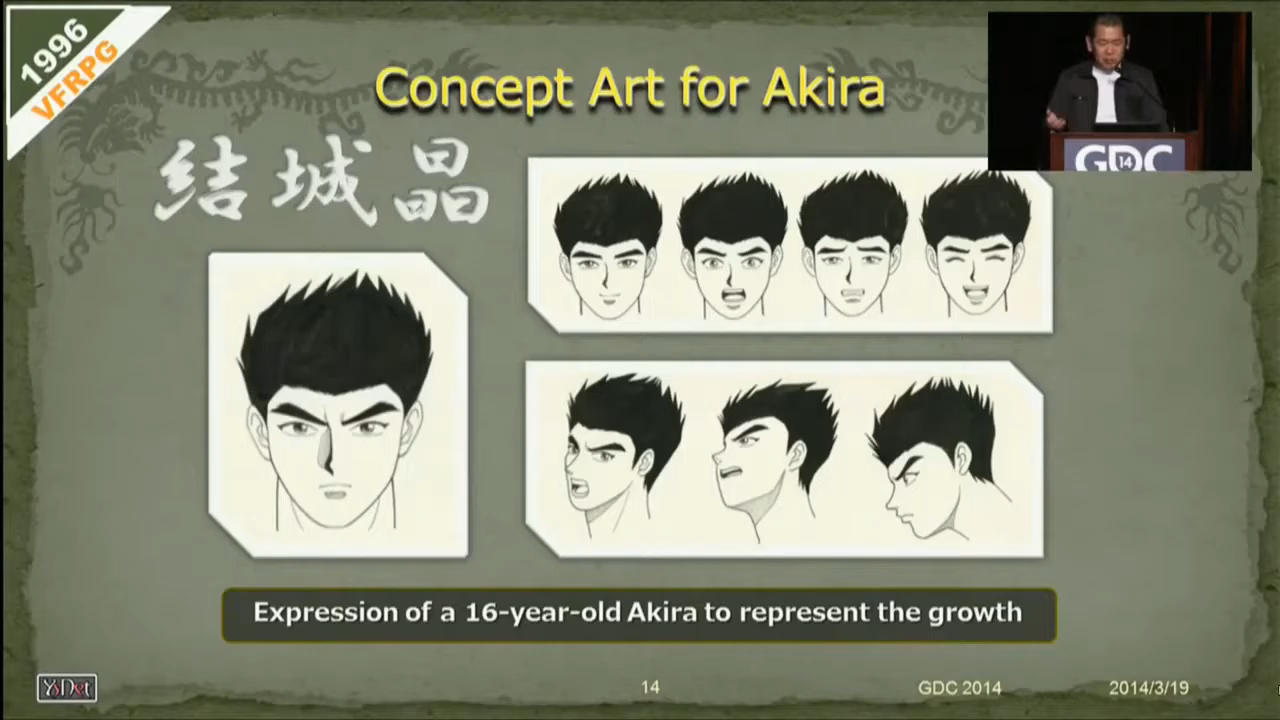 1996
VFRPG
Concept Art for Akira
結城 晶
GDC 14
Expression of a 16-year-old Akira to represent the growth
YsNet
14
GDC 2014
2014/3/19